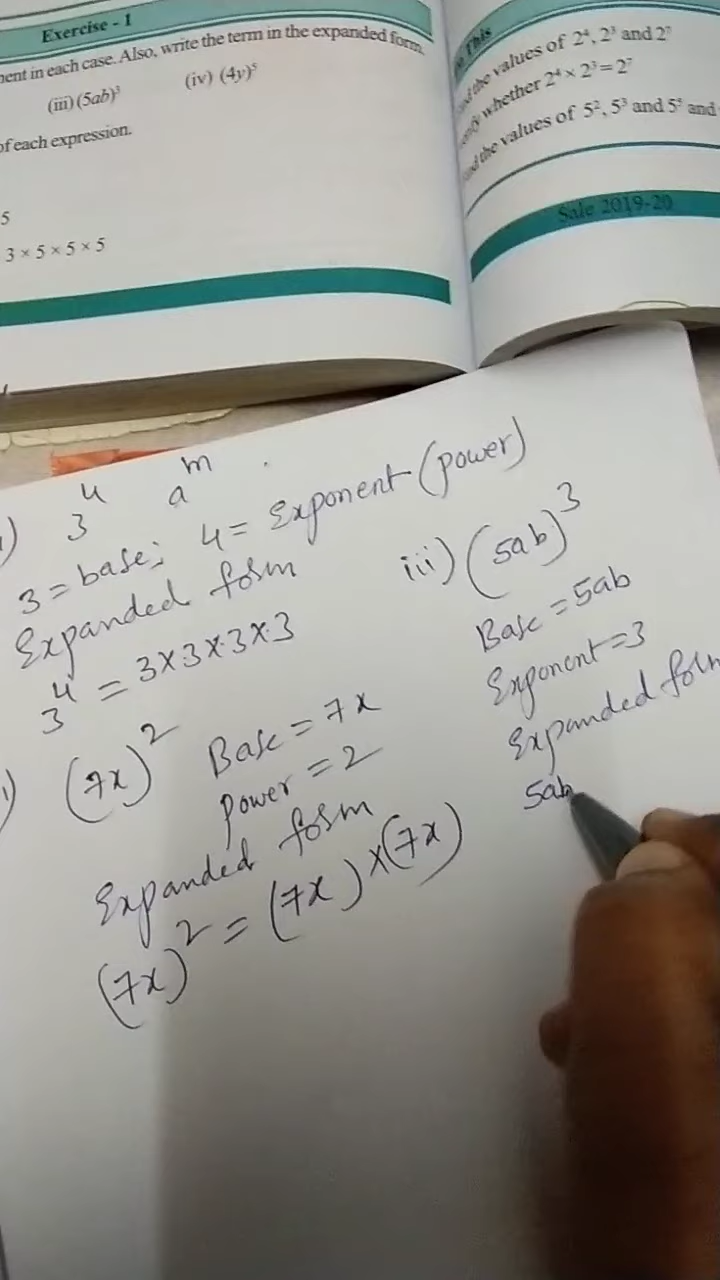 Exercise - 1
in each case. Also, write the term in the expanded form.
(iii) (5ab)³ (iv) (4y)⁵
of each expression.
5
3 × 5 × 5 × 5
This
the values of 2⁴, 2³ and 2⁷
whether 2⁴ × 2³ = 2⁷
the values of 5², 5³ and 5⁵ and
Sale 2019-20
3⁴ aᵐ
3 = base; 4 = Exponent (power)
Expanded form
3⁴ = 3×3×3×3
(7x)² Base = 7x
power = 2
Expanded form
(7x)² = (7x) × (7x)
iii) (5ab)³
Base = 5ab
Exponent = 3
Expanded form
5ab